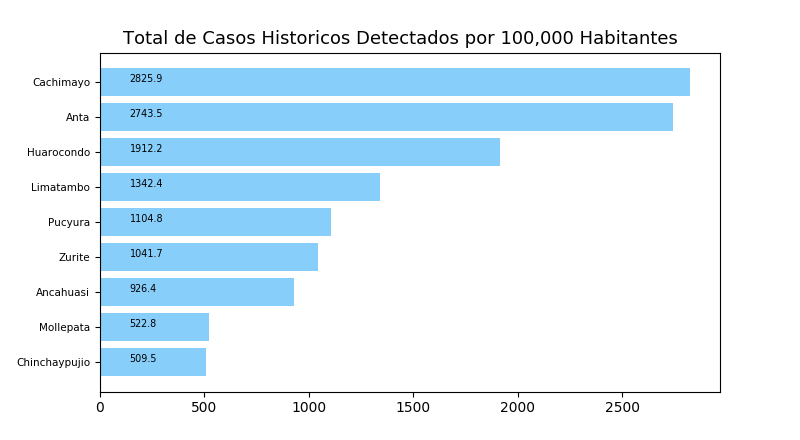 Total de Casos Historicos Detectados por 100,000 Habitantes
Cachimayo 2825.9
Anta 2743.5
Huarocondo 1912.2
Limatambo 1342.4
Pucyura 1104.8
Zurite 1041.7
Ancahuasi 926.4
Mollepata 522.8
Chinchaypujio 509.5
0 500 1000 1500 2000 2500